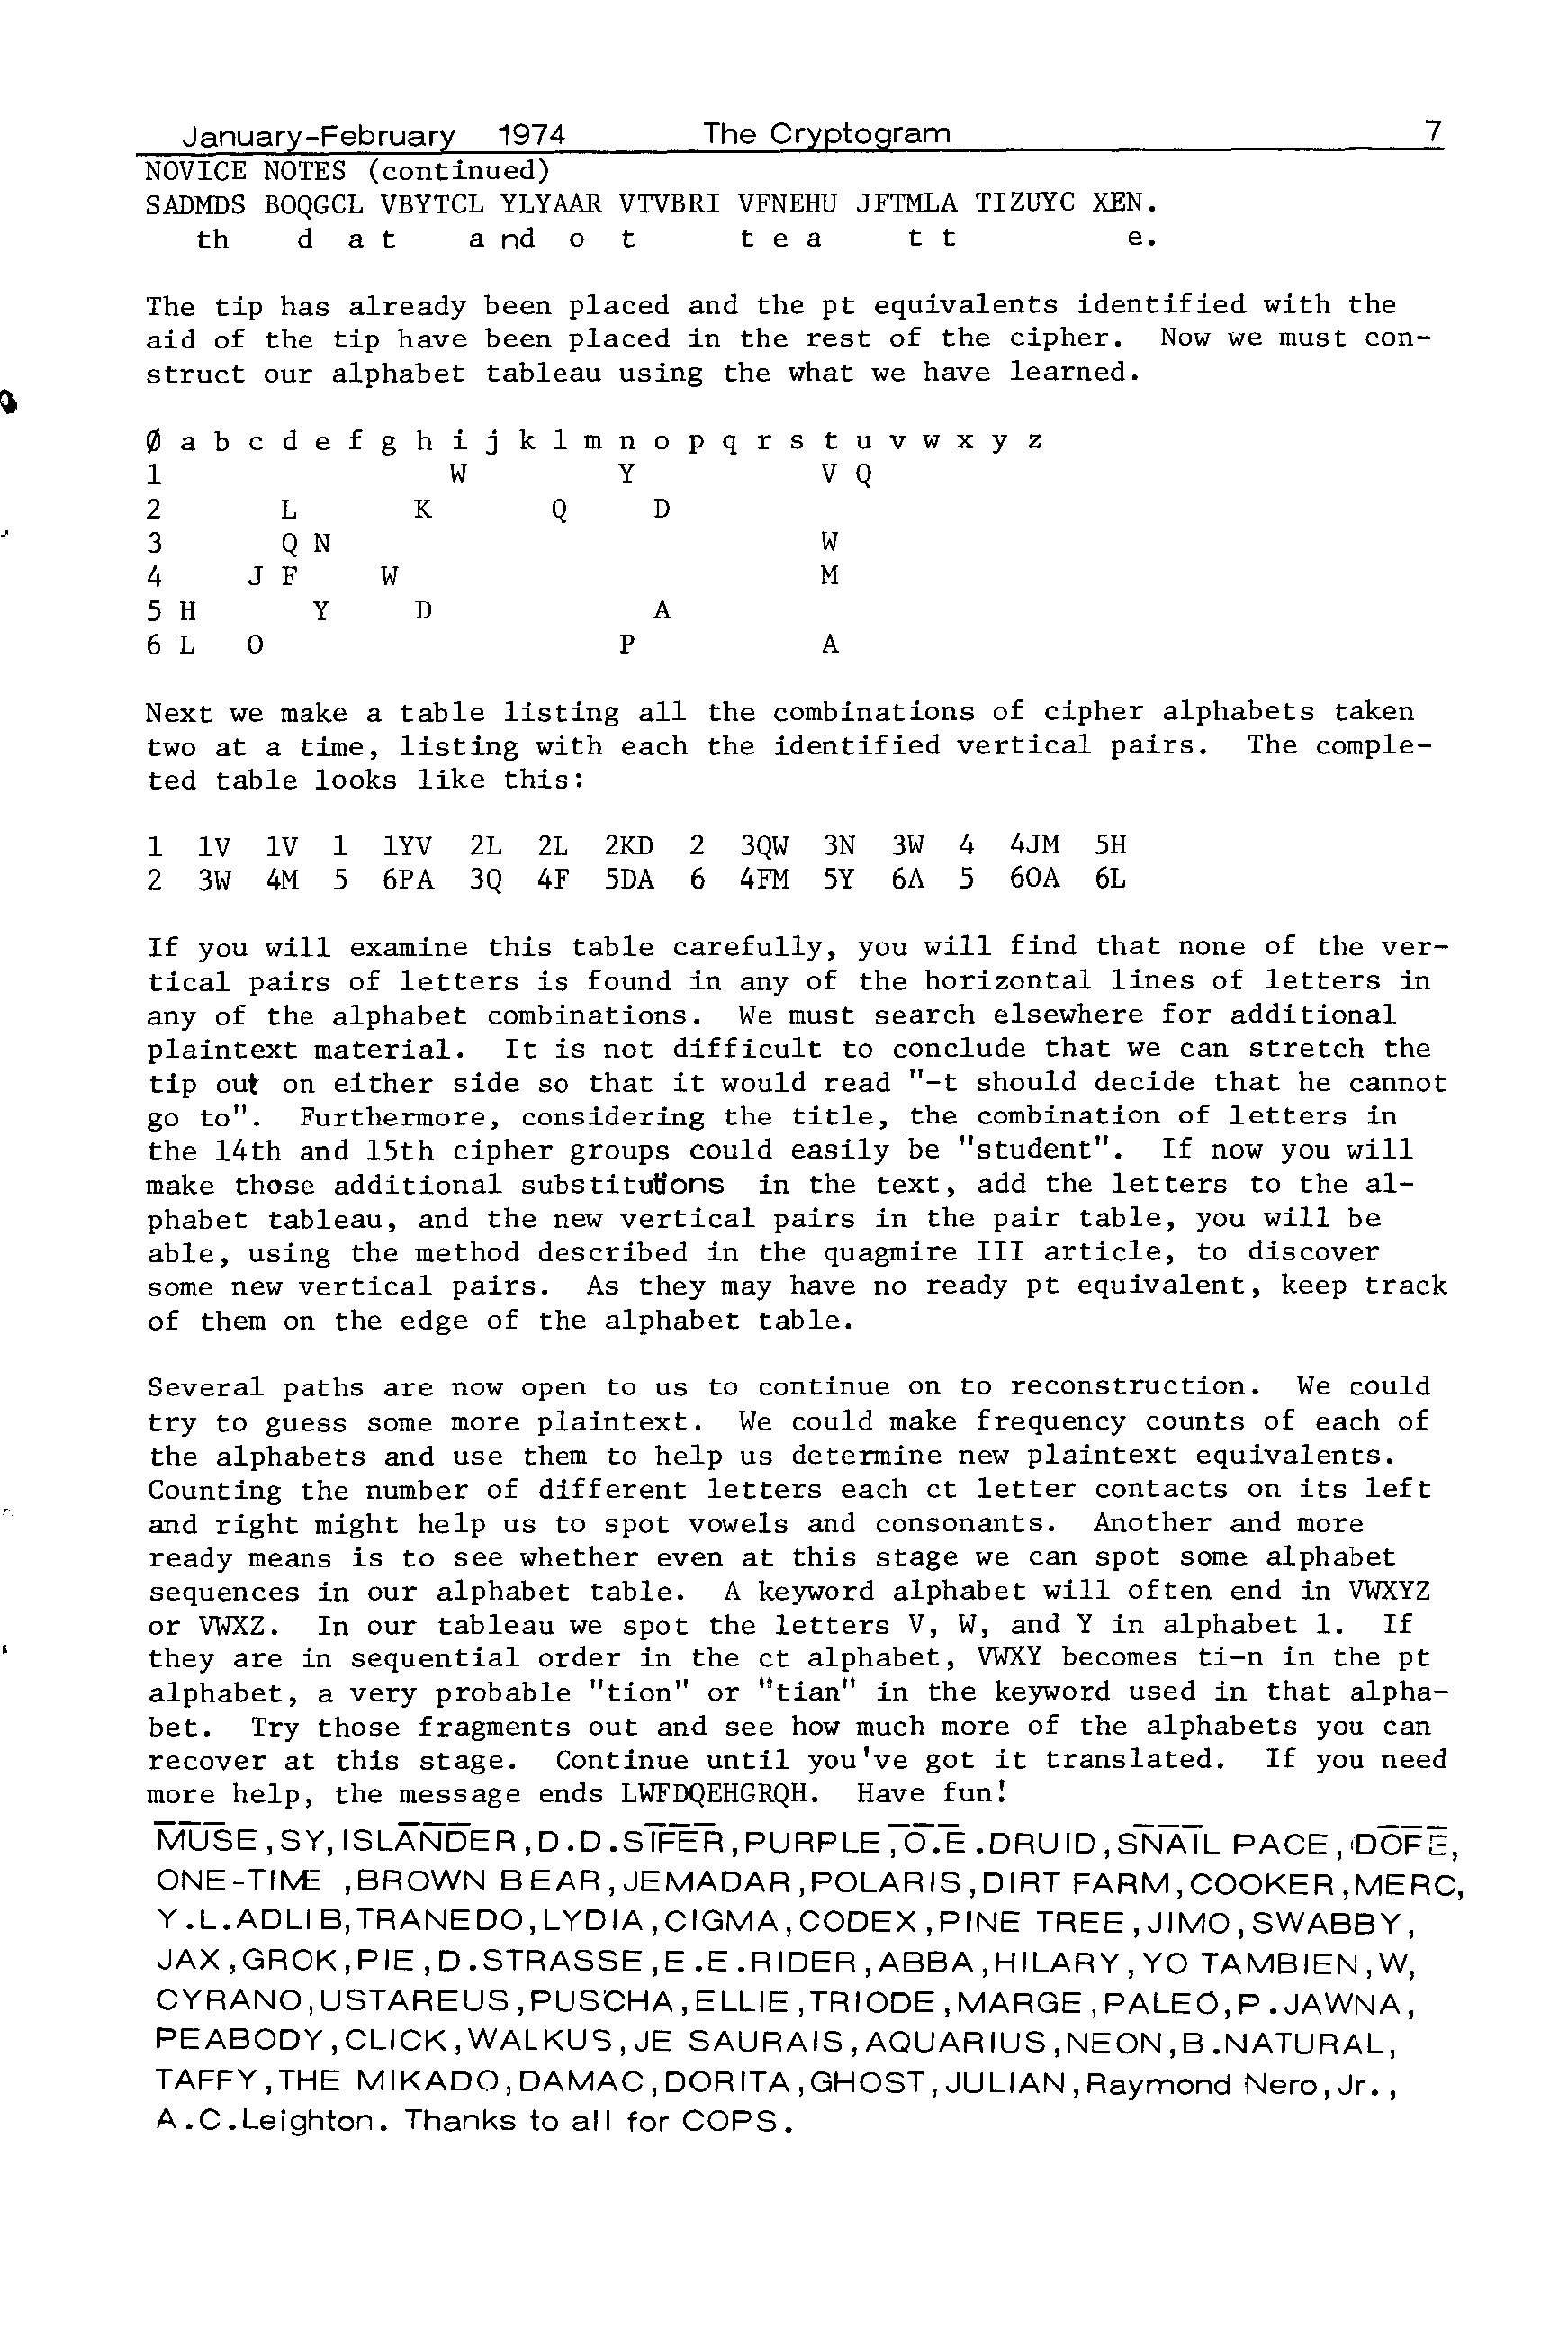 January-February 1974 The Cryptogram 7
NOVICE NOTES (continued)
SADMDS BOQGCL VBYTCL YLYAAR VTVBRI VFNEHU JFTMLA TIZUYC XEN.
th d a t a nd o t t e a t t e.
The tip has already been placed and the pt equivalents identified with the
aid of the tip have been placed in the rest of the cipher. Now we must con-
struct our alphabet tableau using the what we have learned.
Ø a b c d e f g h i j k l m n o p q r s t u v w x y z
1 W Y V Q
2 L K Q D
3 Q N W
4 J F W M
5 H Y D A
6 L O P A
Next we make a table listing all the combinations of cipher alphabets taken
two at a time, listing with each the identified vertical pairs. The comple-
ted table looks like this:
1 1V 1V 1 1YV 2L 2L 2KD 2 3QW 3N 3W 4 4JM 5H
2 3W 4M 5 6PA 3Q 4F 5DA 6 4FM 5Y 6A 5 6OA 6L
If you will examine this table carefully, you will find that none of the ver-
tical pairs of letters is found in any of the horizontal lines of letters in
any of the alphabet combinations. We must search elsewhere for additional
plaintext material. It is not difficult to conclude that we can stretch the
tip out on either side so that it would read "-t should decide that he cannot
go to". Furthermore, considering the title, the combination of letters in
the 14th and 15th cipher groups could easily be "student". If now you will
make those additional substitutions in the text, add the letters to the al-
phabet tableau, and the new vertical pairs in the pair table, you will be
able, using the method described in the quagmire III article, to discover
some new vertical pairs. As they may have no ready pt equivalent, keep track
of them on the edge of the alphabet table.
Several paths are now open to us to continue on to reconstruction. We could
try to guess some more plaintext. We could make frequency counts of each of
the alphabets and use them to help us determine new plaintext equivalents.
Counting the number of different letters each ct letter contacts on its left
and right might help us to spot vowels and consonants. Another and more
ready means is to see whether even at this stage we can spot some alphabet
sequences in our alphabet table. A keyword alphabet will often end in VWXYZ
or VWXZ. In our tableau we spot the letters V, W, and Y in alphabet 1. If
they are in sequential order in the ct alphabet, VWXY becomes ti-n in the pt
alphabet, a very probable "tion" or "tian" in the keyword used in that alpha-
bet. Try those fragments out and see how much more of the alphabets you can
recover at this stage. Continue until you've got it translated. If you need
more help, the message ends LWFDQEHGRQH. Have fun!
MUSE,SY,ISLANDER,D.D.SIFER,PURPLE,O.E.DRUID,SNAIL PACE,DOFE,
ONE-TIME ,BROWN BEAR,JEMADAR,POLARIS,DIRT FARM,COOKER,MERC,
Y.L.ADLIB,TRANEDO,LYDIA,CIGMA,CODEX,PINE TREE,JIMO,SWABBY,
JAX,GROK,PIE,D.STRASSE,E.E.RIDER,ABBA,HILARY,YO TAMBIEN,W,
CYRANO,USTAREUS,PUSCHA,ELLIE,TRIODE,MARGE,PALEO,P.JAWNA,
PEABODY,CLICK,WALKUS,JE SAURAIS,AQUARIUS,NEON,B.NATURAL,
TAFFY,THE MIKADO,DAMAC,DORITA,GHOST,JULIAN,Raymond Nero,Jr.,
A.C.Leighton. Thanks to all for COPS.